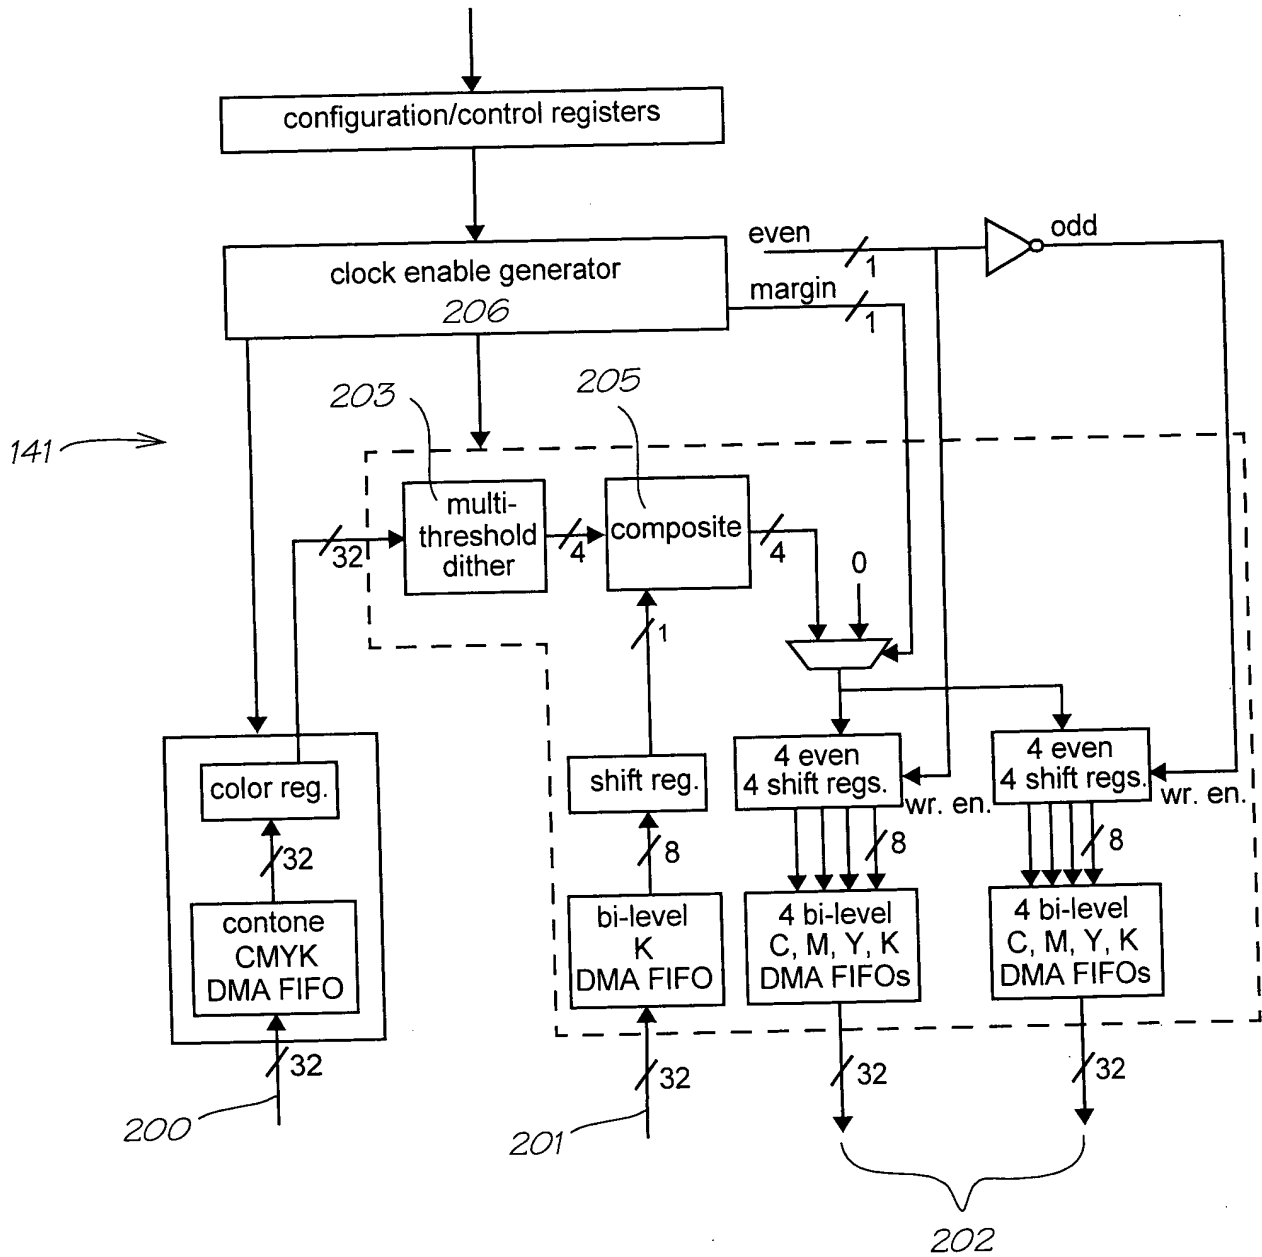 configuration/control registers
even
1
odd
clock enable generator
206
margin
1
203
205
141
multi-
threshold
dither
composite
32
4
4
0
1
color reg.
shift reg.
4 even
4 shift regs.
wr. en.
4 even
4 shift regs.
wr. en.
32
8
8
8
contone
CMYK
DMA FIFO
bi-level
K
DMA FIFO
4 bi-level
C, M, Y, K
DMA FIFOs
4 bi-level
C, M, Y, K
DMA FIFOs
32
32
32
32
200
201
202